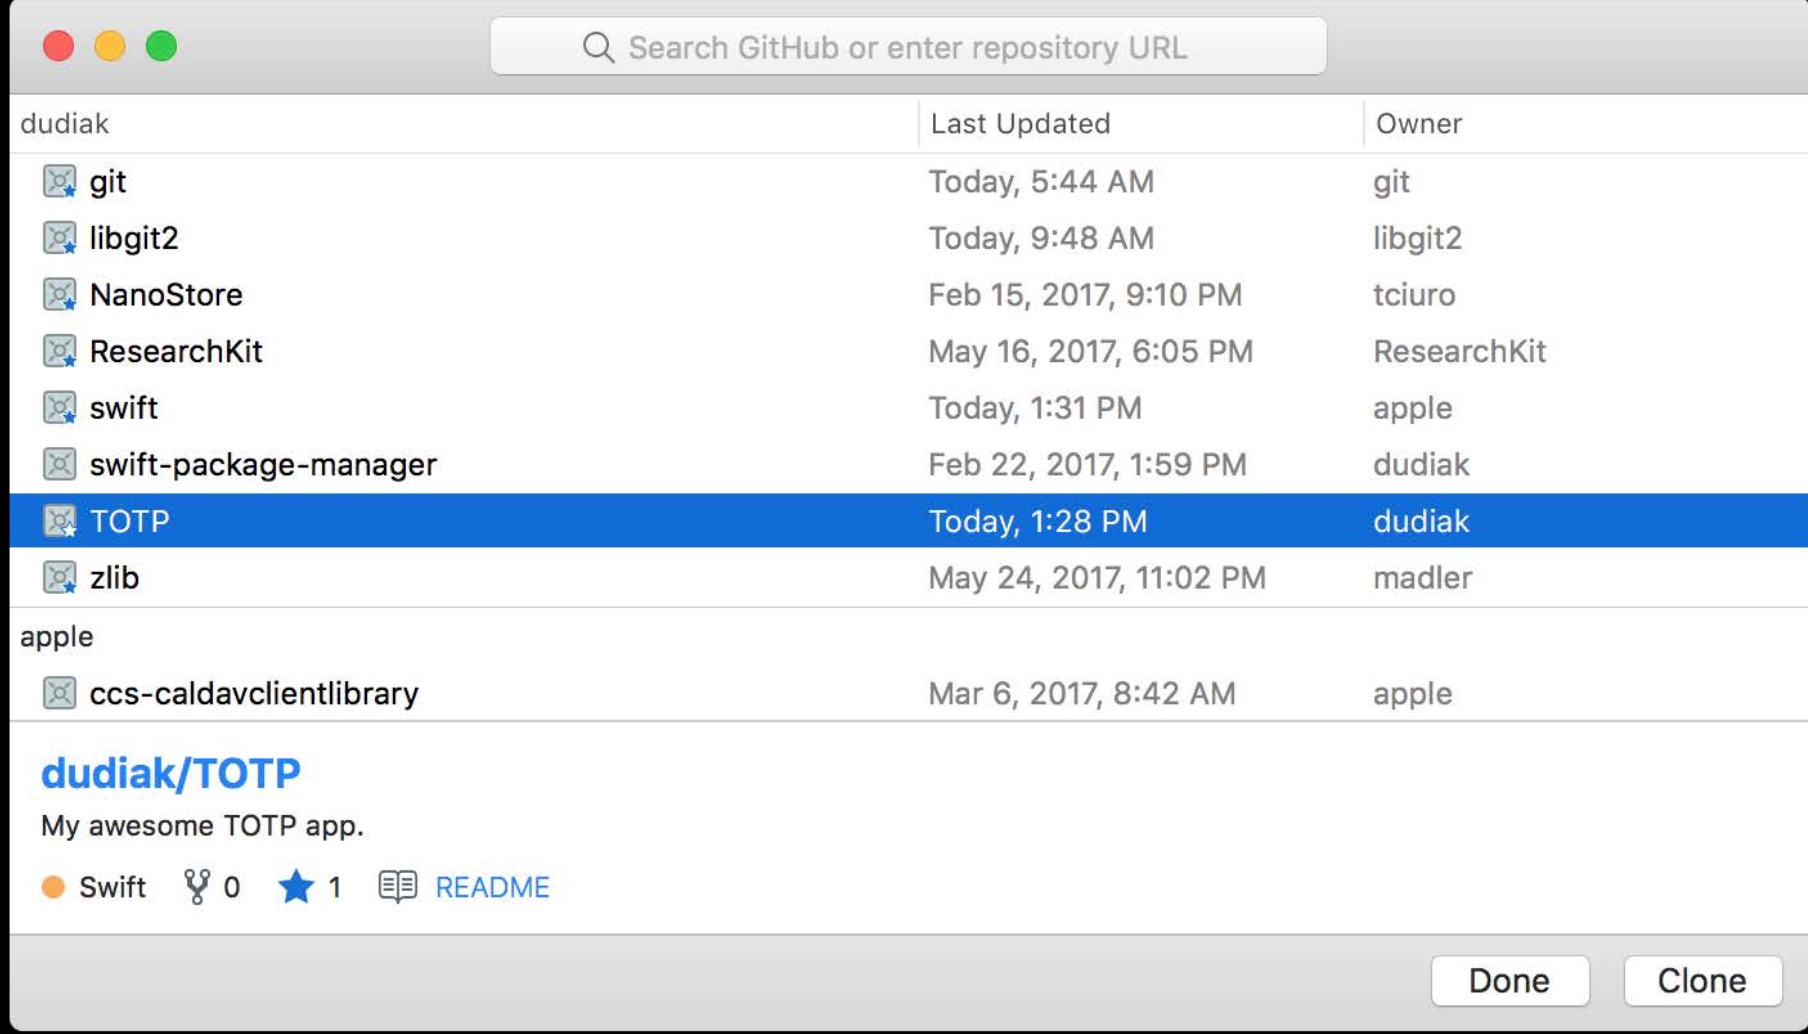 Search GitHub or enter repository URL
dudiak Last Updated Owner
git Today, 5:44 AM git
libgit2 Today, 9:48 AM libgit2
NanoStore Feb 15, 2017, 9:10 PM tciuro
ResearchKit May 16, 2017, 6:05 PM ResearchKit
swift Today, 1:31 PM apple
swift-package-manager Feb 22, 2017, 1:59 PM dudiak
TOTP Today, 1:28 PM dudiak
zlib May 24, 2017, 11:02 PM madler
apple
ccs-caldavclientlibrary Mar 6, 2017, 8:42 AM apple
dudiak/TOTP
My awesome TOTP app.
Swift 0 1 README
Done Clone